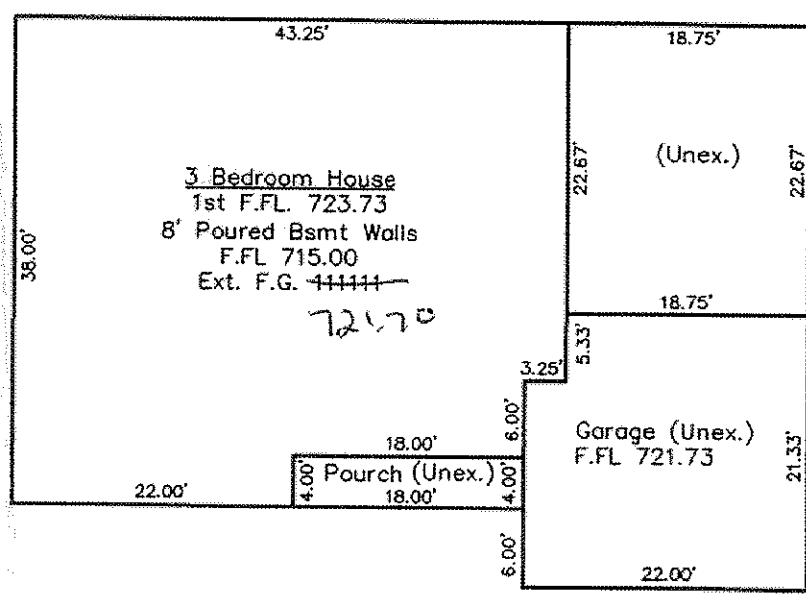 43.25'
18.75'
38.00'
22.67'
(Unex.)
22.67'
3 Bedroom House
1st F.FL. 723.73
8' Poured Bsmt Walls
F.FL 715.00
Ext. F.G. 111111
721.70
18.75'
5.33'
3.25'
6.00'
Garage (Unex.)
F.FL 721.73
21.33'
18.00'
4.00'
Pourch (Unex.)
4.00'
22.00'
18.00'
6.00'
22.00'